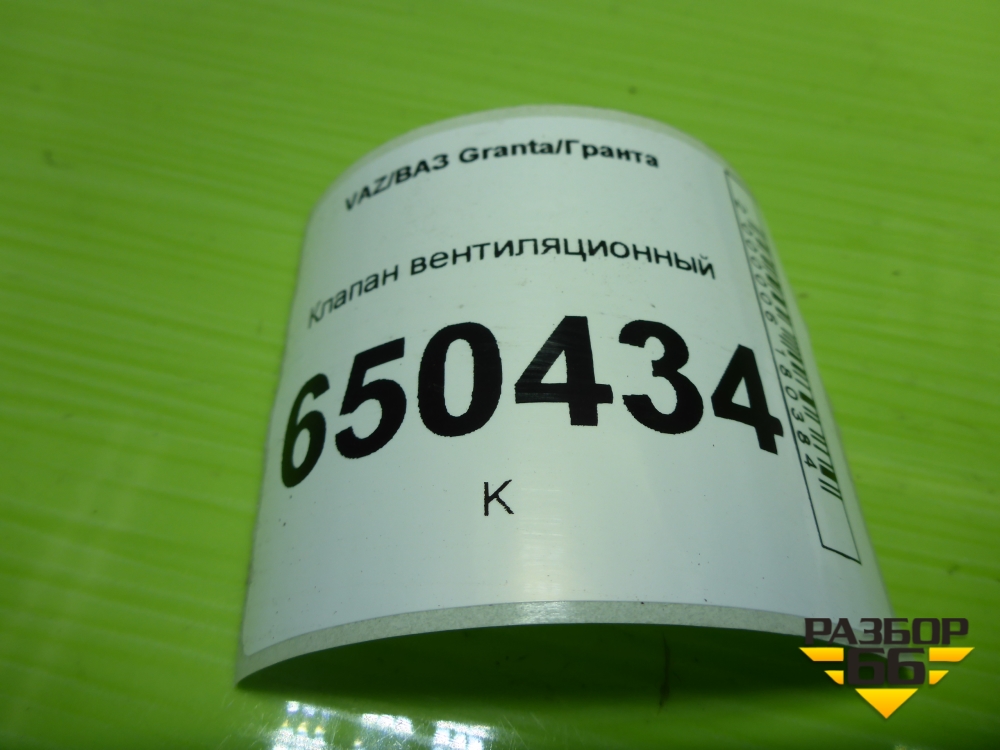 VAZ/ВАЗ Granta/Гранта
Клапан вентиляционный
650434
К
РАЗБОР
66